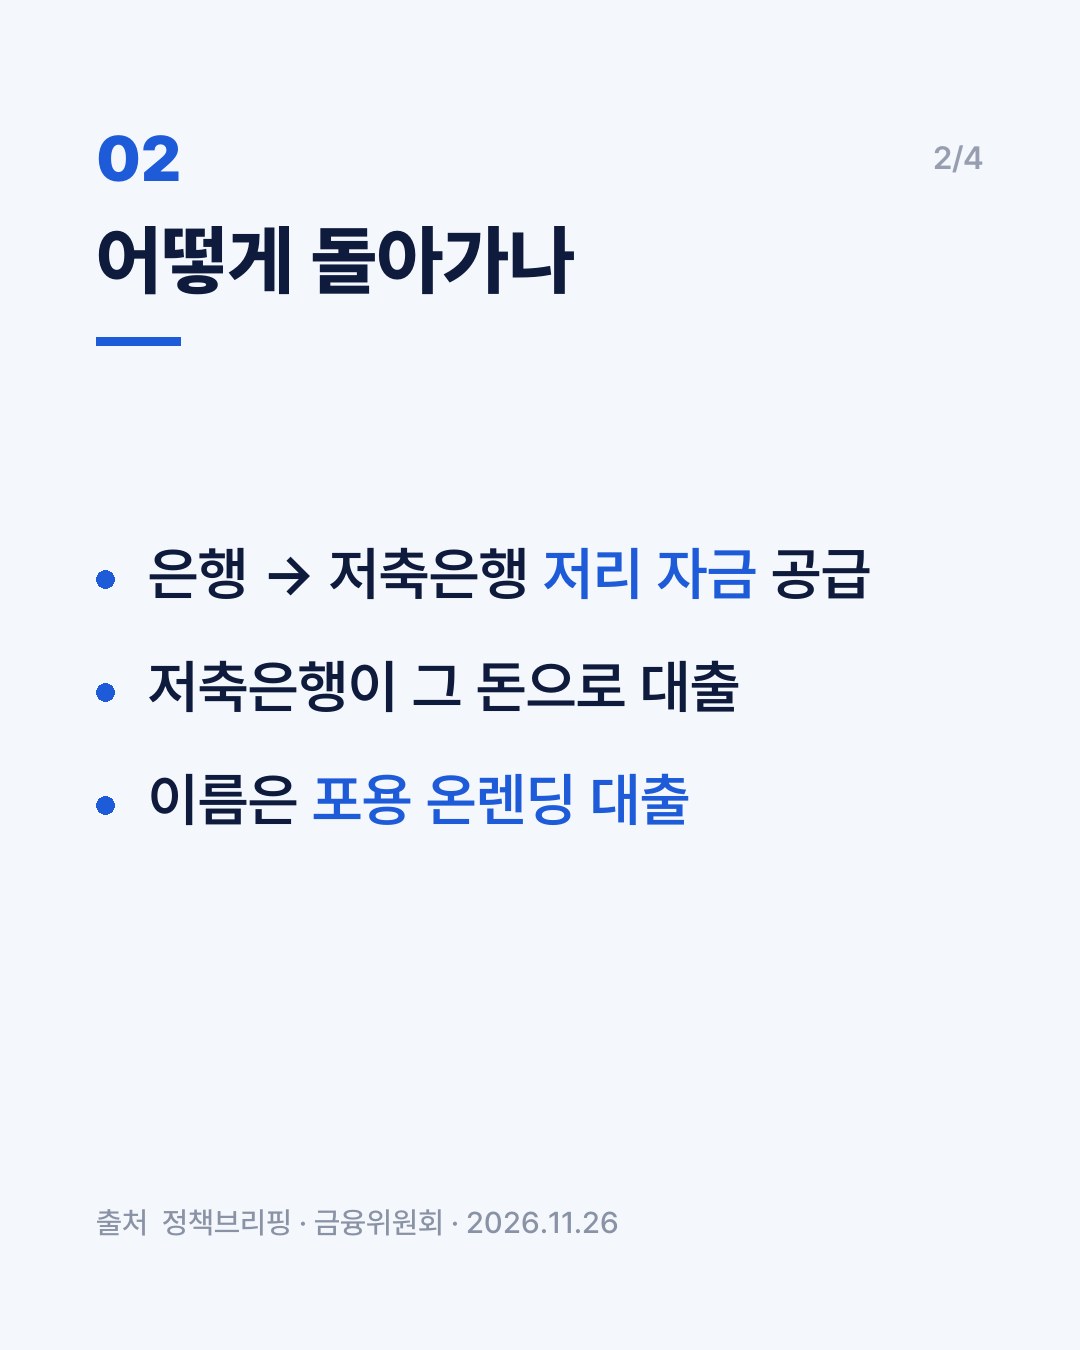 02
2/4
어떻게 돌아가나
• 은행 → 저축은행 저리 자금 공급
• 저축은행이 그 돈으로 대출
• 이름은 포용 온렌딩 대출
출처 정책브리핑 · 금융위원회 · 2026.11.26